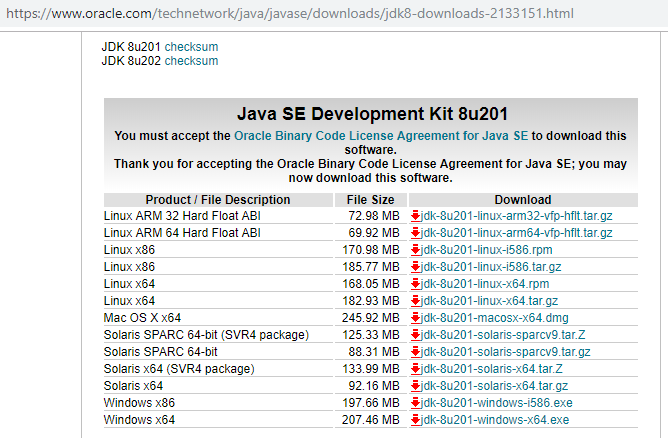 https://www.oracle.com/technetwork/java/javase/downloads/jdk8-downloads-2133151.html
JDK 8u201 checksum
JDK 8u202 checksum
Java SE Development Kit 8u201
You must accept the Oracle Binary Code License Agreement for Java SE to download this
software.
Thank you for accepting the Oracle Binary Code License Agreement for Java SE; you may
now download this software.
Product / File Description File Size Download
Linux ARM 32 Hard Float ABI 72.98 MB jdk-8u201-linux-arm32-vfp-hflt.tar.gz
Linux ARM 64 Hard Float ABI 69.92 MB jdk-8u201-linux-arm64-vfp-hflt.tar.gz
Linux x86 170.98 MB jdk-8u201-linux-i586.rpm
Linux x86 185.77 MB jdk-8u201-linux-i586.tar.gz
Linux x64 168.05 MB jdk-8u201-linux-x64.rpm
Linux x64 182.93 MB jdk-8u201-linux-x64.tar.gz
Mac OS X x64 245.92 MB jdk-8u201-macosx-x64.dmg
Solaris SPARC 64-bit (SVR4 package) 125.33 MB jdk-8u201-solaris-sparcv9.tar.Z
Solaris SPARC 64-bit 88.31 MB jdk-8u201-solaris-sparcv9.tar.gz
Solaris x64 (SVR4 package) 133.99 MB jdk-8u201-solaris-x64.tar.Z
Solaris x64 92.16 MB jdk-8u201-solaris-x64.tar.gz
Windows x86 197.66 MB jdk-8u201-windows-i586.exe
Windows x64 207.46 MB jdk-8u201-windows-x64.exe